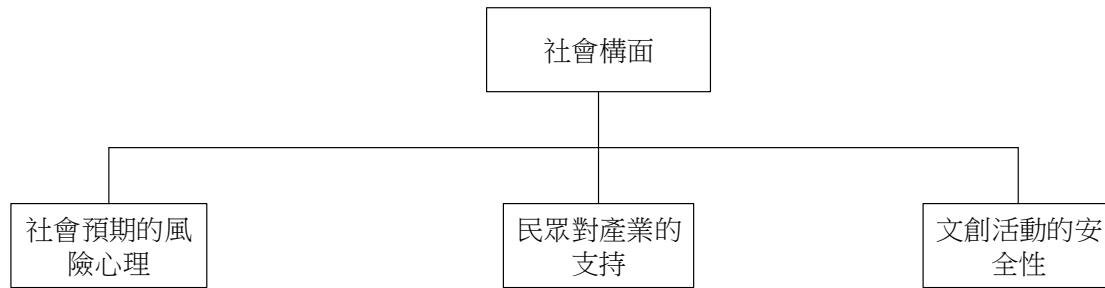 社會構面
社會預期的風
險心理
民眾對產業的
支持
文創活動的安
全性